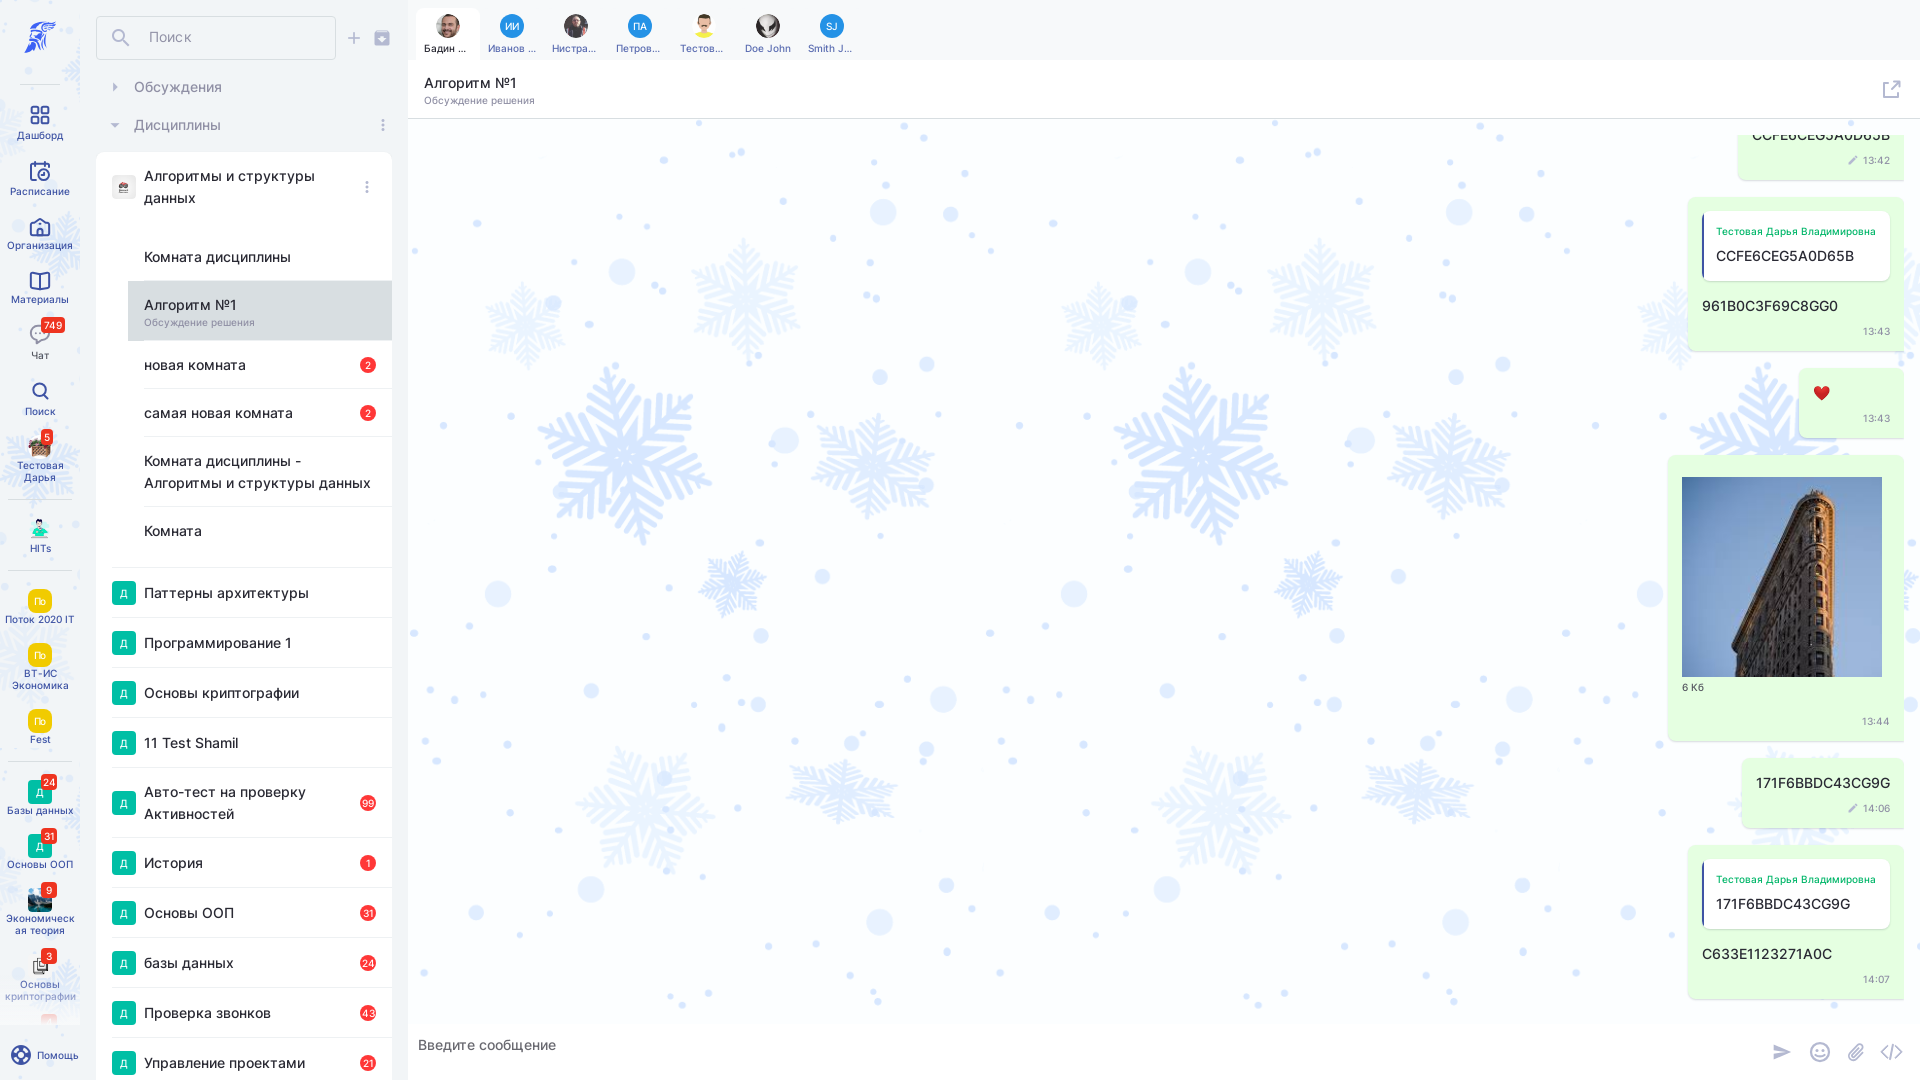 Дашборд
Расписание
Организация
Материалы
749
Чат
Поиск
5
Тестовая
Дарья
HITs
По
Поток 2020 IT
По
ВТ-ИС
Экономика
По
Fest
24
Д
Базы данных
31
Д
Основы ООП
9
Экономическ
ая теория
3
Основы
криптографии
Помощь
Поиск
Обсуждения
Дисциплины
Алгоритмы и структуры
данных
Комната дисциплины
Алгоритм №1
Обсуждение решения
новая комната
2
самая новая комната
2
Комната дисциплины -
Алгоритмы и структуры данных
Комната
Д
Паттерны архитектуры
Д
Программирование 1
Д
Основы криптографии
Д
11 Test Shamil
Д
Авто-тест на проверку
Активностей
99
Д
История
1
Д
Основы ООП
31
Д
базы данных
24
Д
Проверка звонков
43
Д
Управление проектами
21
Бадин ...
ИИ
Иванов ...
Нистра...
ПА
Петров...
Тестов...
Doe John
SJ
Smith J...
Алгоритм №1
Обсуждение решения
CCFE6CEG5A0D65B
13:42
Тестовая Дарья Владимировна
CCFE6CEG5A0D65B
961B0C3F69C8GG0
13:43
13:43
6 Кб
13:44
171F6BBDC43CG9G
14:06
Тестовая Дарья Владимировна
171F6BBDC43CG9G
C633E1123271A0C
14:07
Введите сообщение